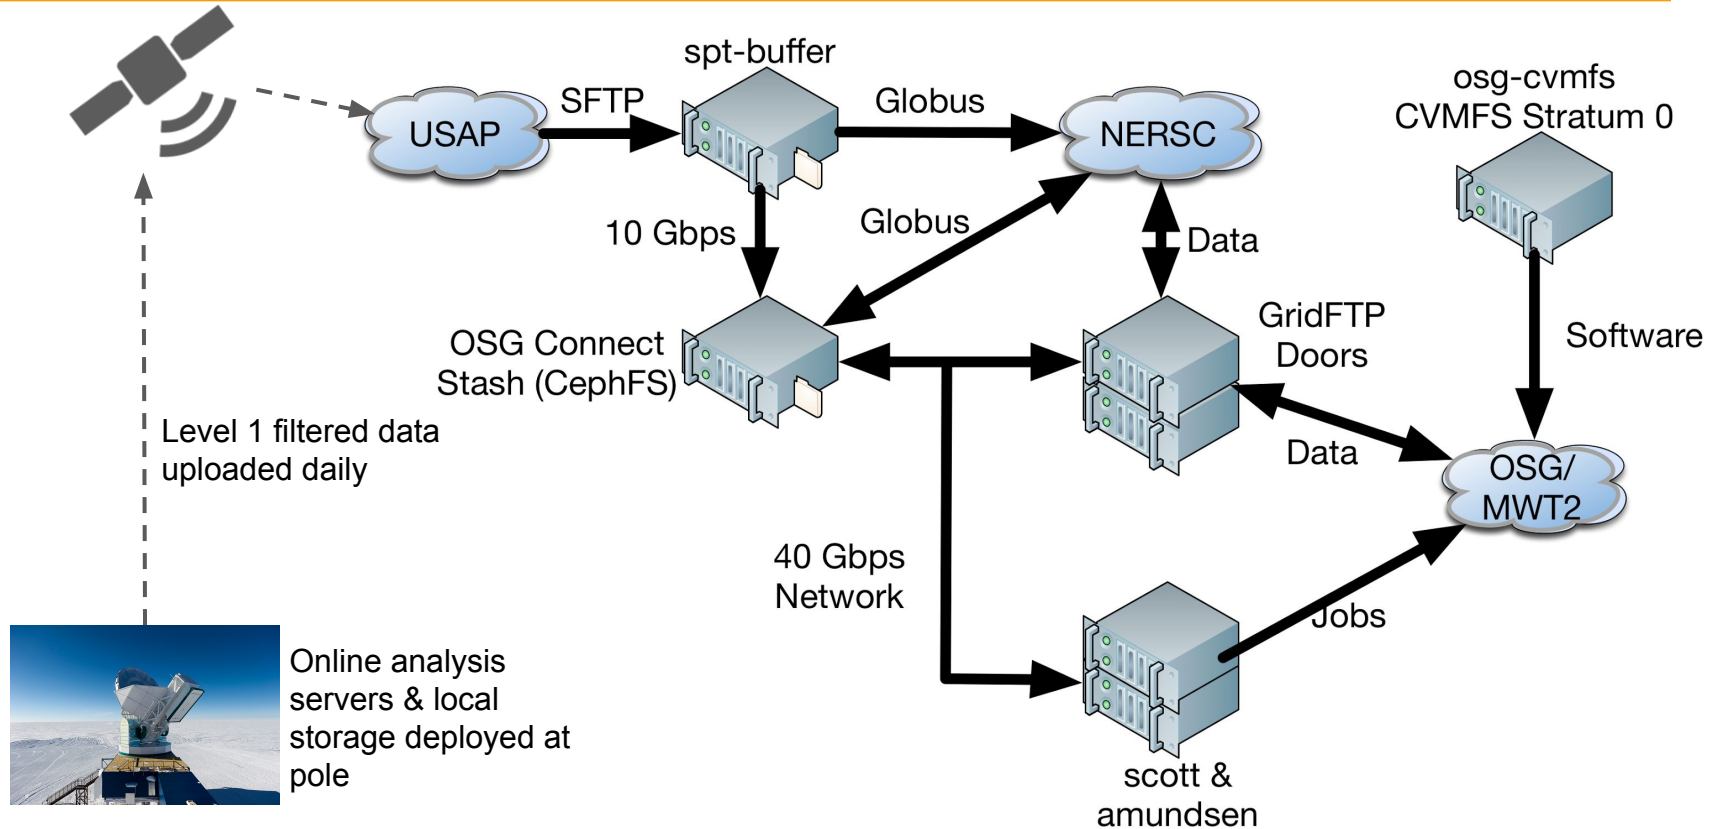 spt-buffer
osg-cvmfs
CVMFS Stratum 0
SFTP
Globus
USAP
NERSC
10 Gbps
Globus
Data
OSG Connect
Stash (CephFS)
GridFTP
Doors
Software
Level 1 filtered data
uploaded daily
Data
OSG/
MWT2
40 Gbps
Network
Jobs
Online analysis
servers & local
storage deployed at
pole
scott &
amundsen